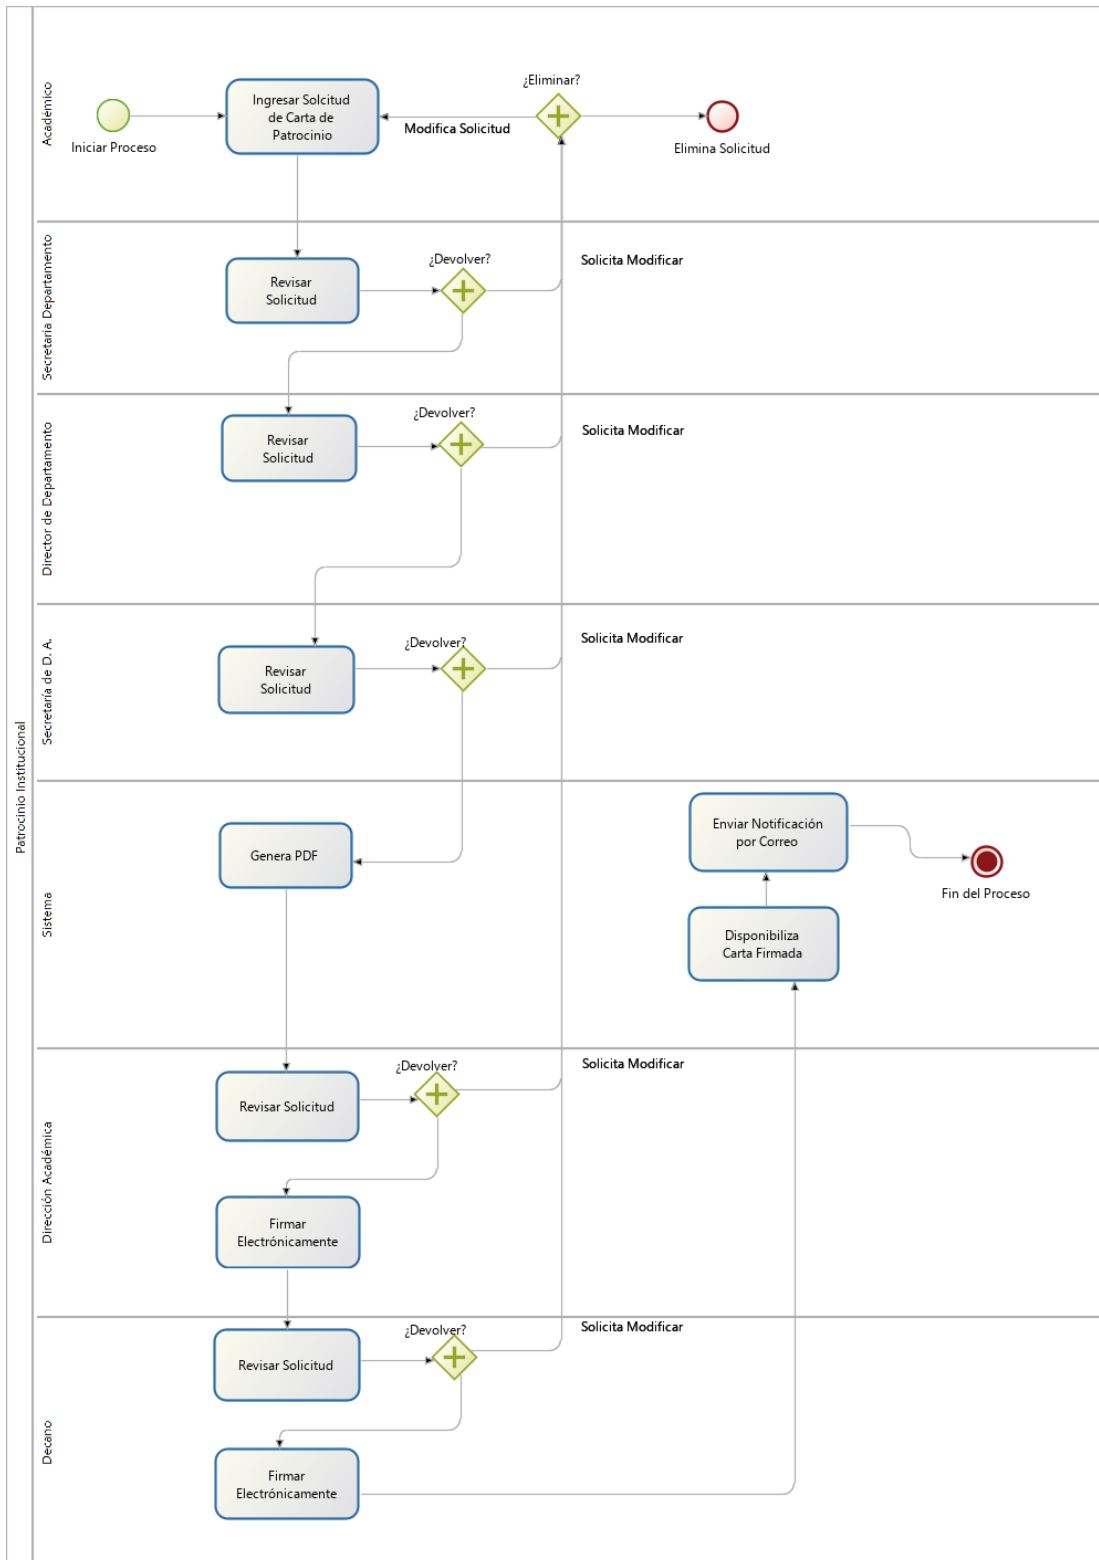 Patrocinio Institucional
Académico
Iniciar Proceso
Ingresar Solcitud
de Carta de
Patrocinio
Modifica Solicitud
¿Eliminar?
Elimina Solicitud
Secretaria Departamento
Revisar
Solicitud
¿Devolver?
Solicita Modificar
Director de Departamento
Revisar
Solicitud
¿Devolver?
Solicita Modificar
Secretaría de D. A.
Revisar
Solicitud
¿Devolver?
Solicita Modificar
Sistema
Genera PDF
Enviar Notificación
por Correo
Fin del Proceso
Disponibiliza
Carta Firmada
Dirección Académica
Revisar Solicitud
¿Devolver?
Solicita Modificar
Firmar
Electrónicamente
Decano
Revisar Solicitud
¿Devolver?
Solicita Modificar
Firmar
Electrónicamente